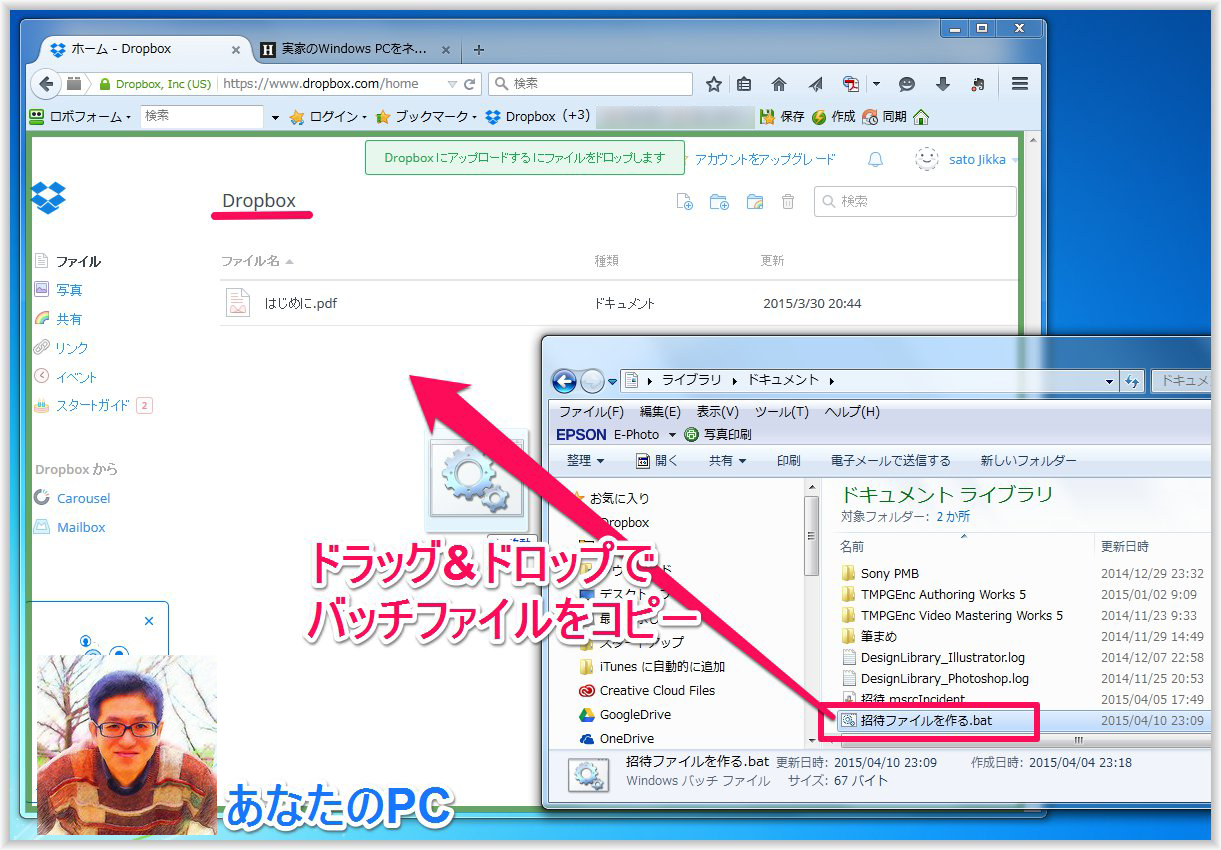 ホーム - Dropbox
H 実家のWindows PCをネ...
Dropbox, Inc (US) https://www.dropbox.com/home 検索
ロボフォーム 検索 ログイン ブックマーク Dropbox (+3) 保存 作成 同期
Dropboxにアップロードするにファイルをドロップします
アカウントをアップグレード sato Jikka
Dropbox
検索
ファイル
写真
共有
リンク
イベント
スタートガイド 2
Dropbox から
Carousel
Mailbox
ファイル名 種類 更新
はじめに.pdf ドキュメント 2015/3/30 20:44
ライブラリ ドキュメント
ドキュメ
ファイル(F) 編集(E) 表示(V) ツール(T) ヘルプ(H)
EPSON E-Photo 写真印刷
整理 開く 共有 印刷 電子メールで送信する 新しいフォルダー
お気に入り
Dropbox
スタートアップ
iTunes に自動的に追加
Creative Cloud Files
GoogleDrive
OneDrive
ドキュメント ライブラリ
対象フォルダー: 2 か所
名前 更新日時
Sony PMB 2014/12/29 23:32
TMPGEnc Authoring Works 5 2015/01/02 9:09
TMPGEnc Video Mastering Works 5 2014/11/23 9:33
筆まめ 2014/11/29 14:49
DesignLibrary_Illustrator.log 2014/12/07 22:58
DesignLibrary_Photoshop.log 2014/11/25 20:53
招待.msrcIncident 2015/04/05 17:49
招待ファイルを作る.bat 2015/04/10 23:09
招待ファイルを作る.bat 更新日時: 2015/04/10 23:09 作成日時: 2015/04/04 23:18
Windows バッチ ファイル サイズ: 67 バイト
ドラッグ&ドロップで
バッチファイルをコピー
あなたのPC